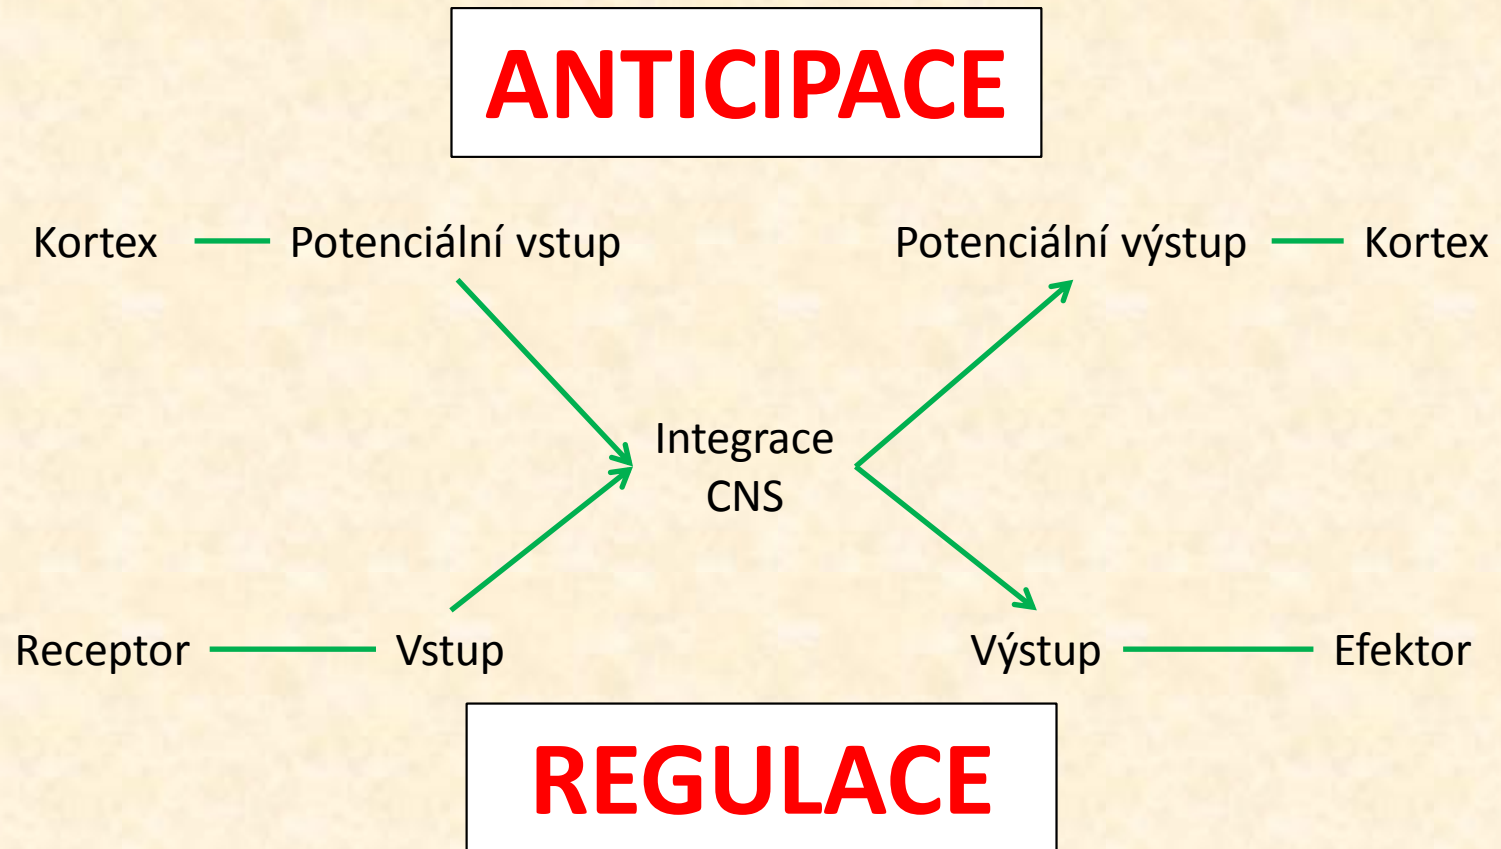 ANTICIPACE
Kortex
Potenciální vstup
Potenciální výstup
Kortex
Integrace
CNS
Receptor
Vstup
Výstup
Efektor
REGULACE